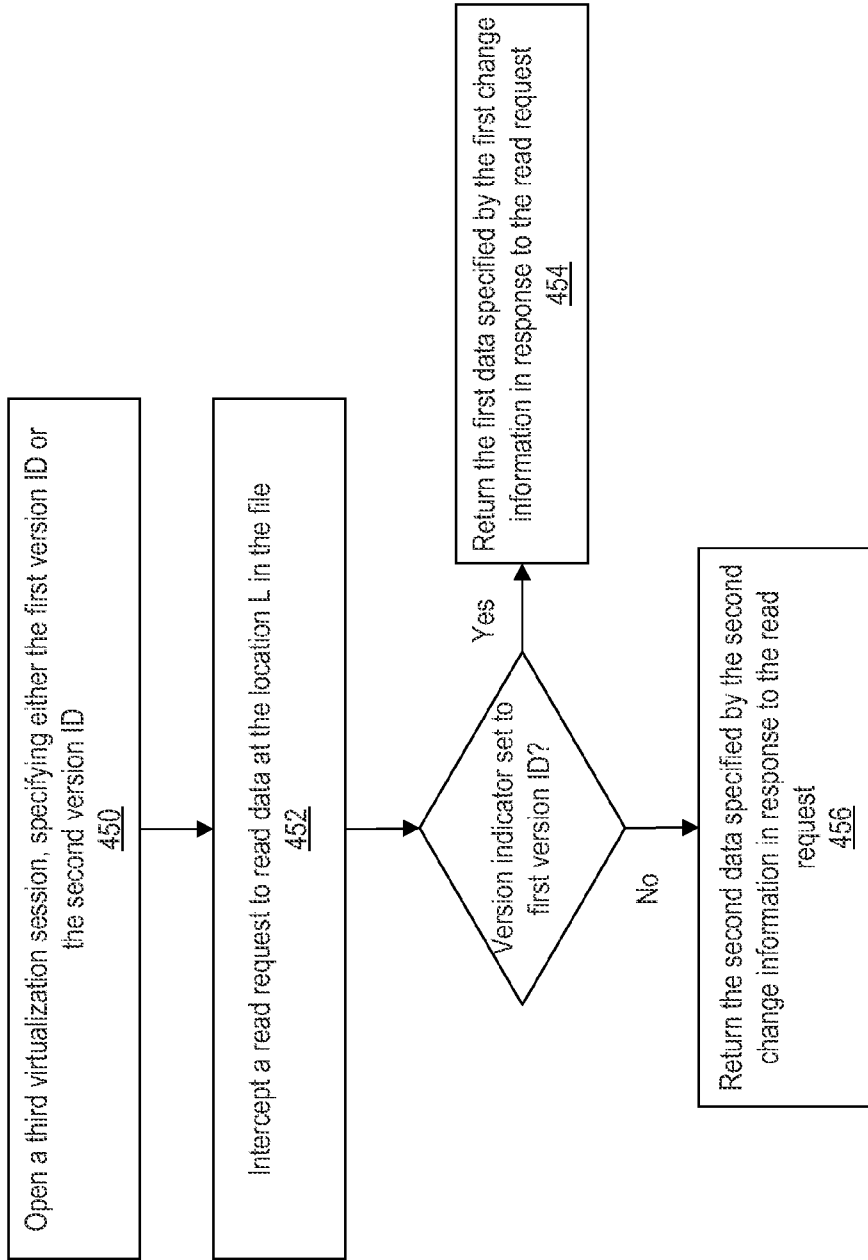 Open a third virtualization session, specifying either the first version ID or
the second version ID
450
Intercept a read request to read data at the location L in the file
452
Version indicator set to
first version ID?
Yes
Return the first data specified by the first change
information in response to the read request
454
No
Return the second data specified by the second
change information in response to the read
request
456